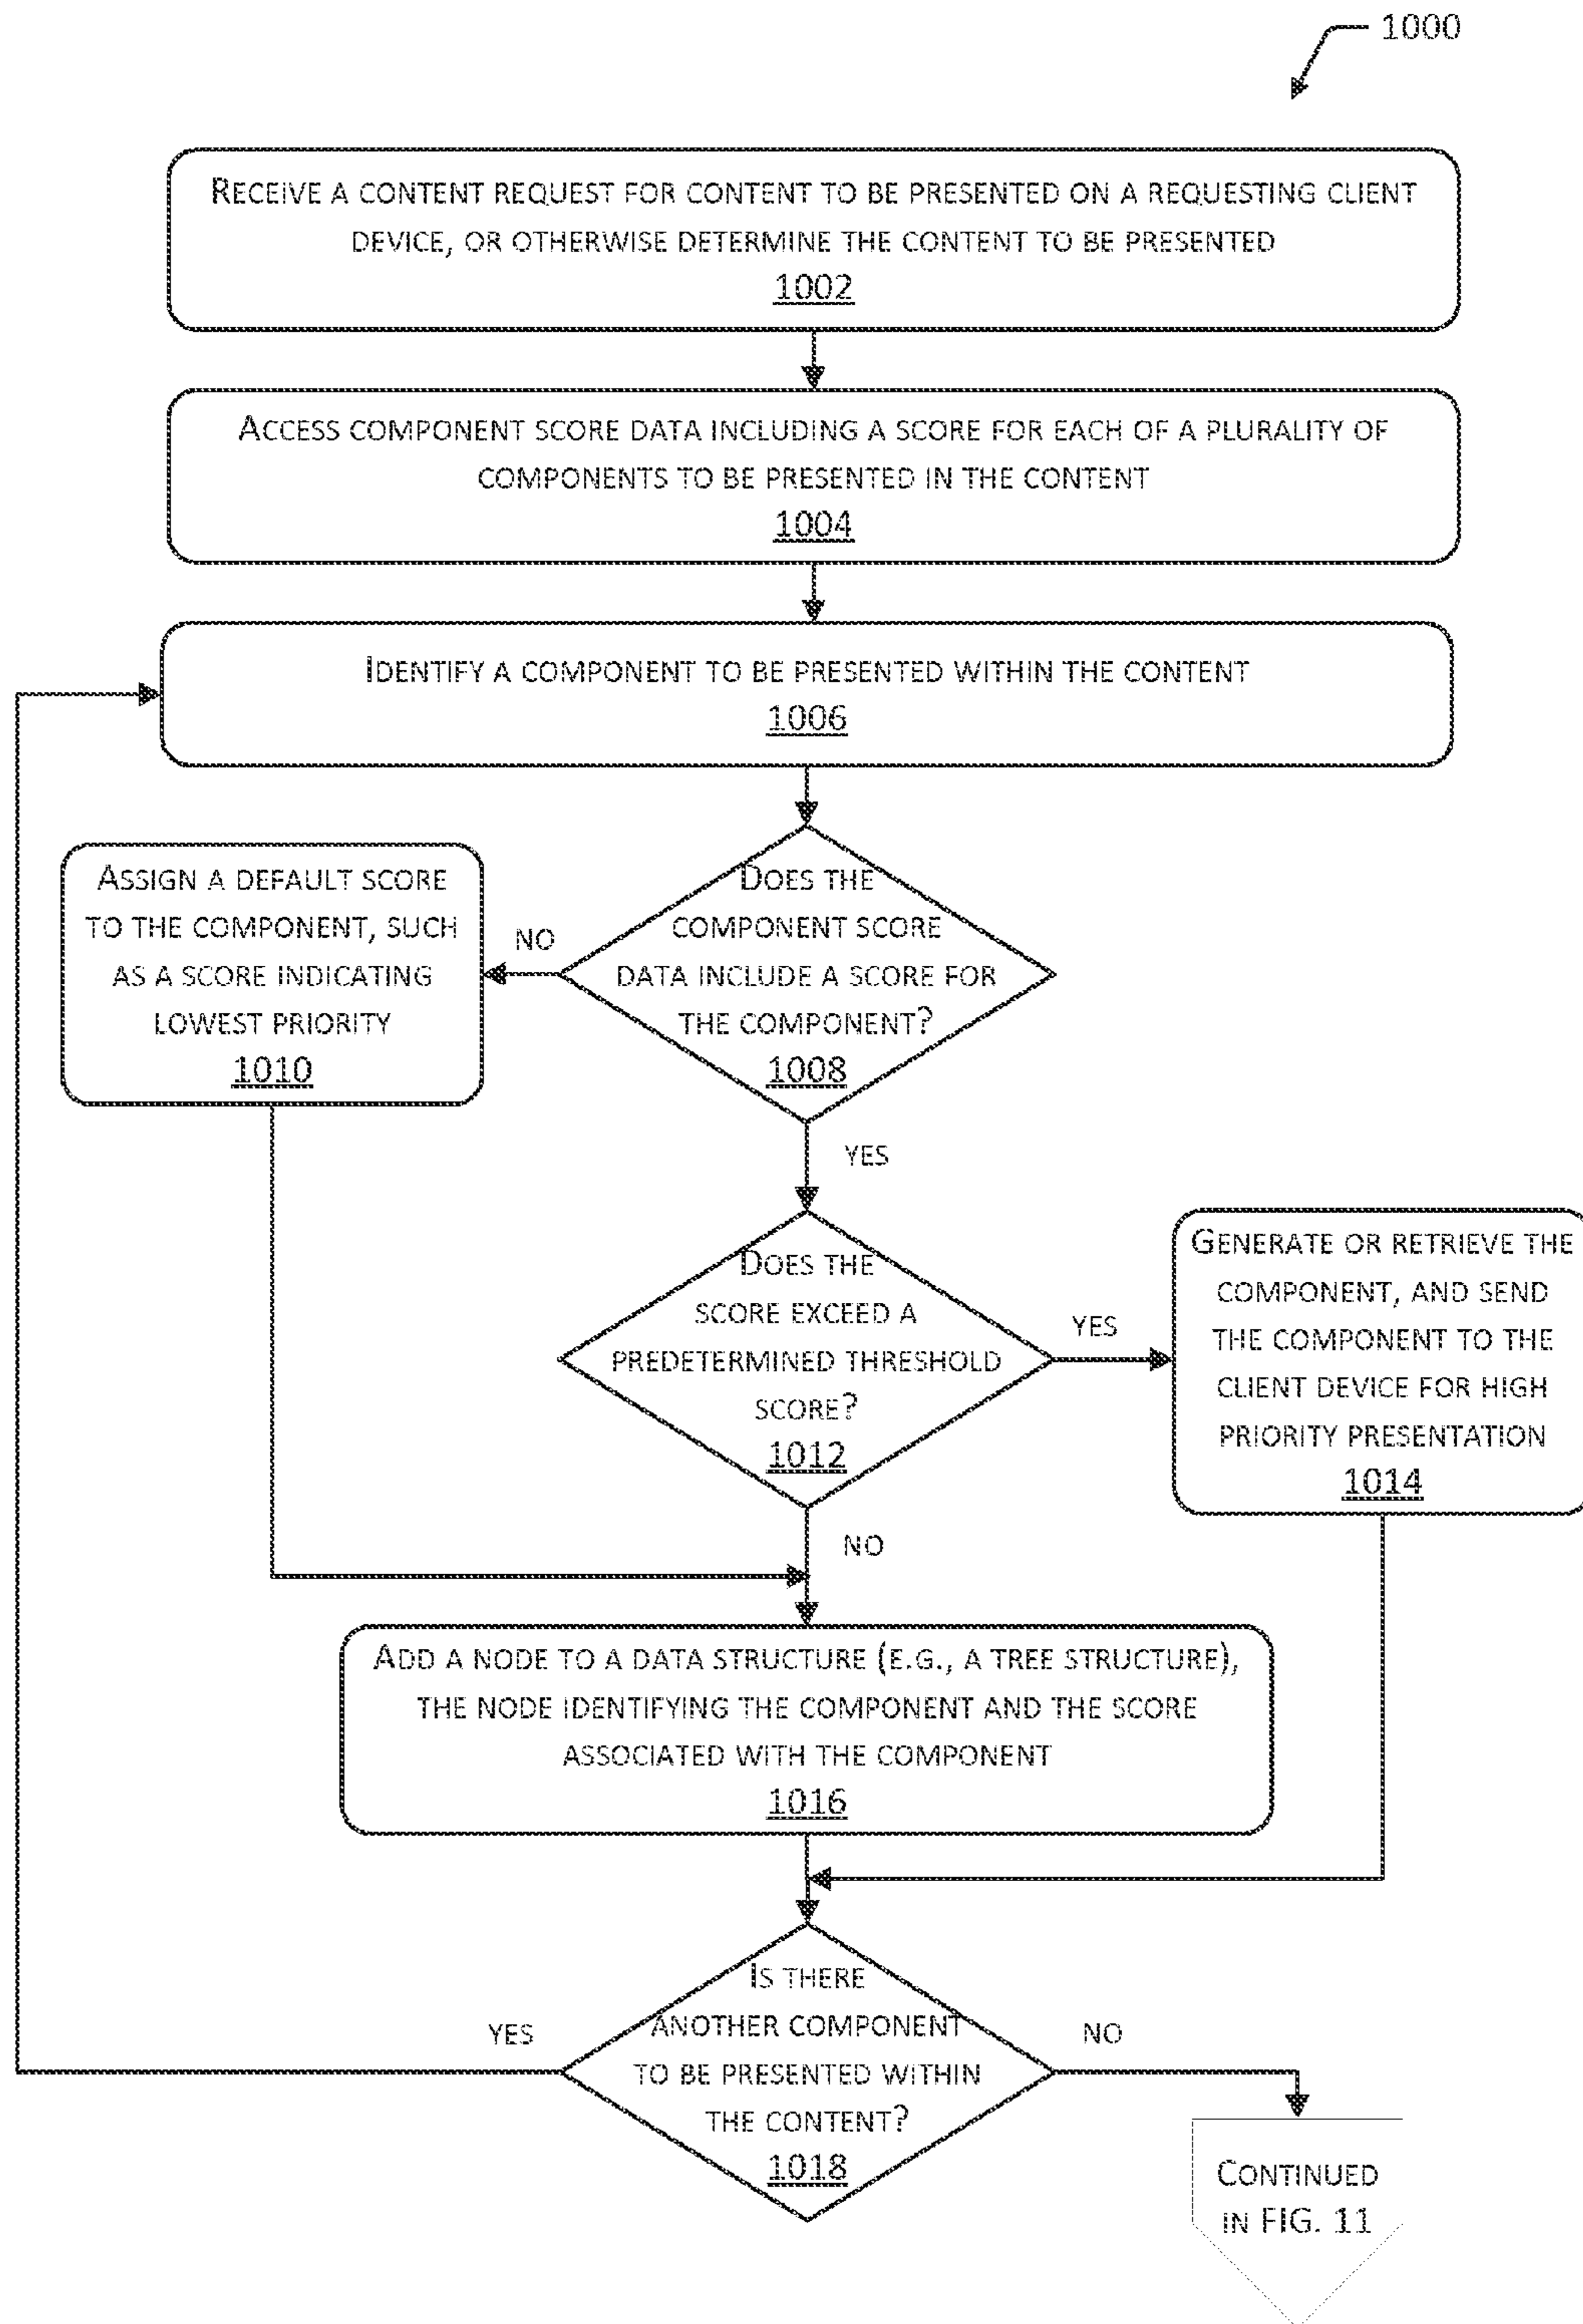 1000
RECEIVE A CONTENT REQUEST FOR CONTENT TO BE PRESENTED ON A REQUESTING CLIENT
DEVICE, OR OTHERWISE DETERMINE THE CONTENT TO BE PRESENTED
1002
ACCESS COMPONENT SCORE DATA INCLUDING A SCORE FOR EACH OF A PLURALITY OF
COMPONENTS TO BE PRESENTED IN THE CONTENT
1004
IDENTIFY A COMPONENT TO BE PRESENTED WITHIN THE CONTENT
1006
DOES THE
COMPONENT SCORE
DATA INCLUDE A SCORE FOR
THE COMPONENT?
1008
NO
ASSIGN A DEFAULT SCORE
TO THE COMPONENT, SUCH
AS A SCORE INDICATING
LOWEST PRIORITY
1010
YES
DOES THE
SCORE EXCEED A
PREDETERMINED THRESHOLD
SCORE?
1012
YES
GENERATE OR RETRIEVE THE
COMPONENT, AND SEND
THE COMPONENT TO THE
CLIENT DEVICE FOR HIGH
PRIORITY PRESENTATION
1014
NO
ADD A NODE TO A DATA STRUCTURE (E.G., A TREE STRUCTURE),
THE NODE IDENTIFYING THE COMPONENT AND THE SCORE
ASSOCIATED WITH THE COMPONENT
1016
IS THERE
ANOTHER COMPONENT
TO BE PRESENTED WITHIN
THE CONTENT?
1018
YES
NO
CONTINUED
IN FIG. 11